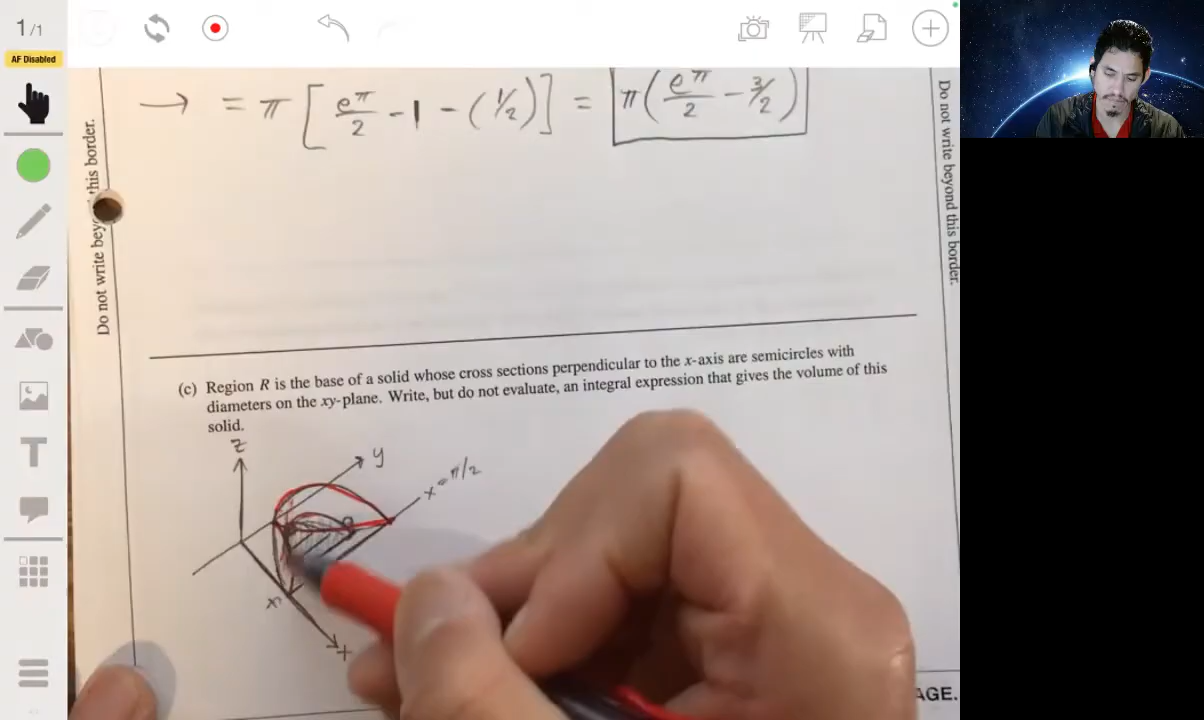 1/1
AF Disabled
→ = π [ e^π/2 - 1 - (1/2) ] = π( e^π/2 - 3/2 )
Do not write beyond this border.
Do not write beyond this border.
(c) Region R is the base of a solid whose cross sections perpendicular to the x-axis are semicircles with
diameters on the xy-plane. Write, but do not evaluate, an integral expression that gives the volume of this
solid.
z
y
x = π/2
x
x
T
AGE.